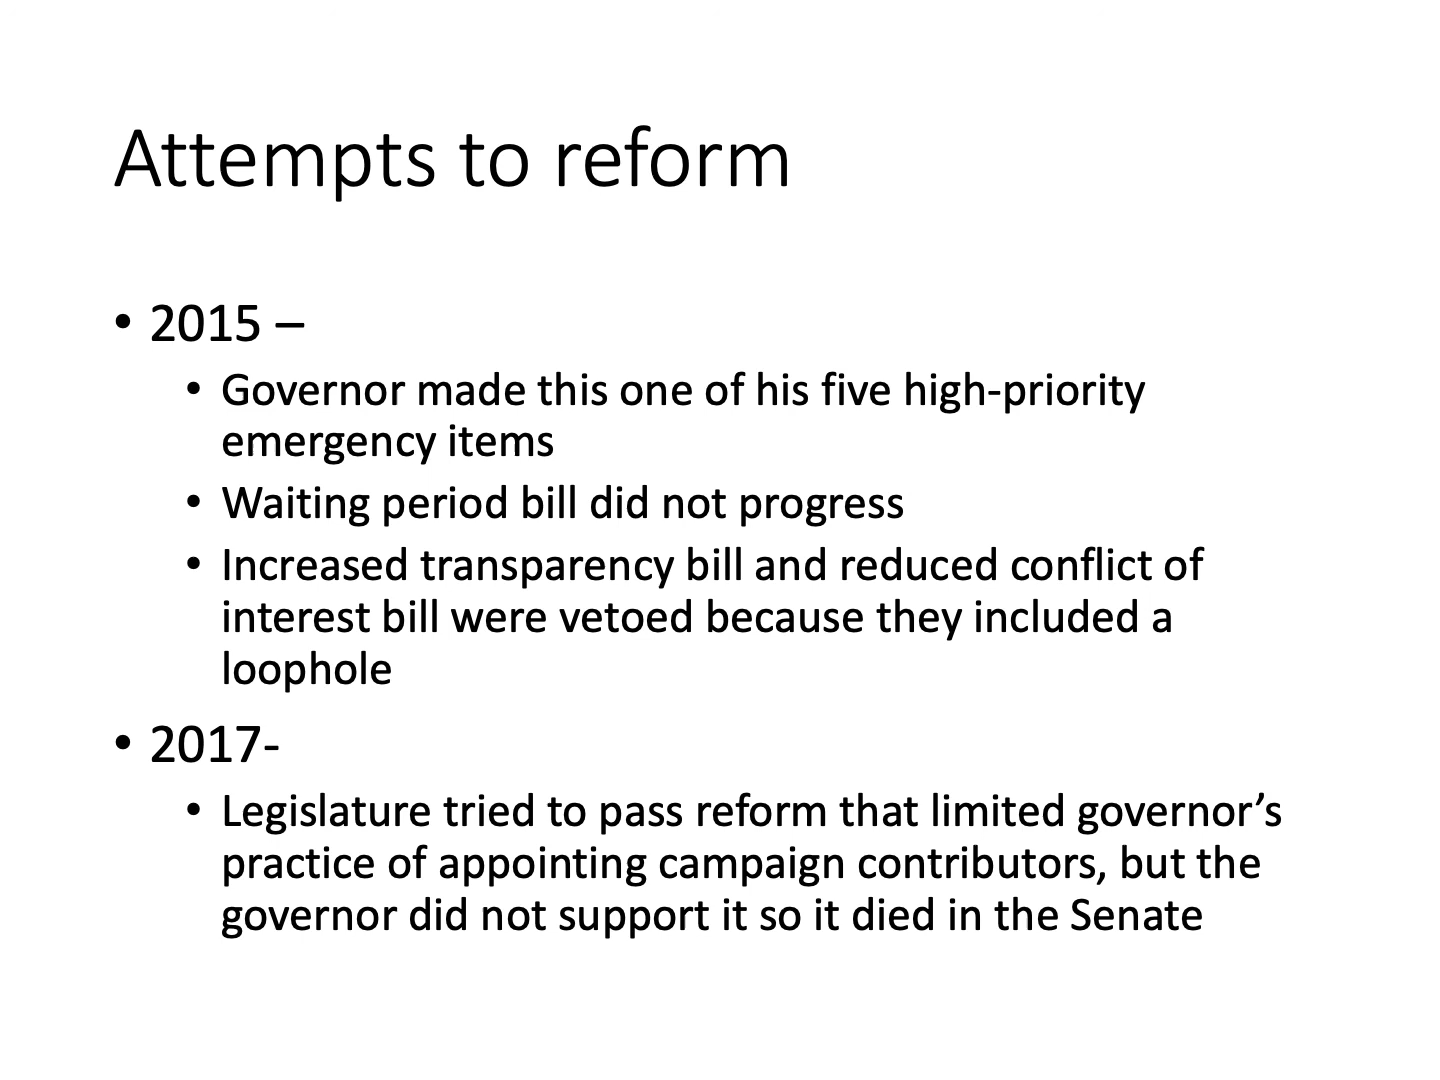 Attempts to reform
• 2015 –
• Governor made this one of his five high-priority
emergency items
• Waiting period bill did not progress
• Increased transparency bill and reduced conflict of
interest bill were vetoed because they included a
loophole
• 2017-
• Legislature tried to pass reform that limited governor’s
practice of appointing campaign contributors, but the
governor did not support it so it died in the Senate